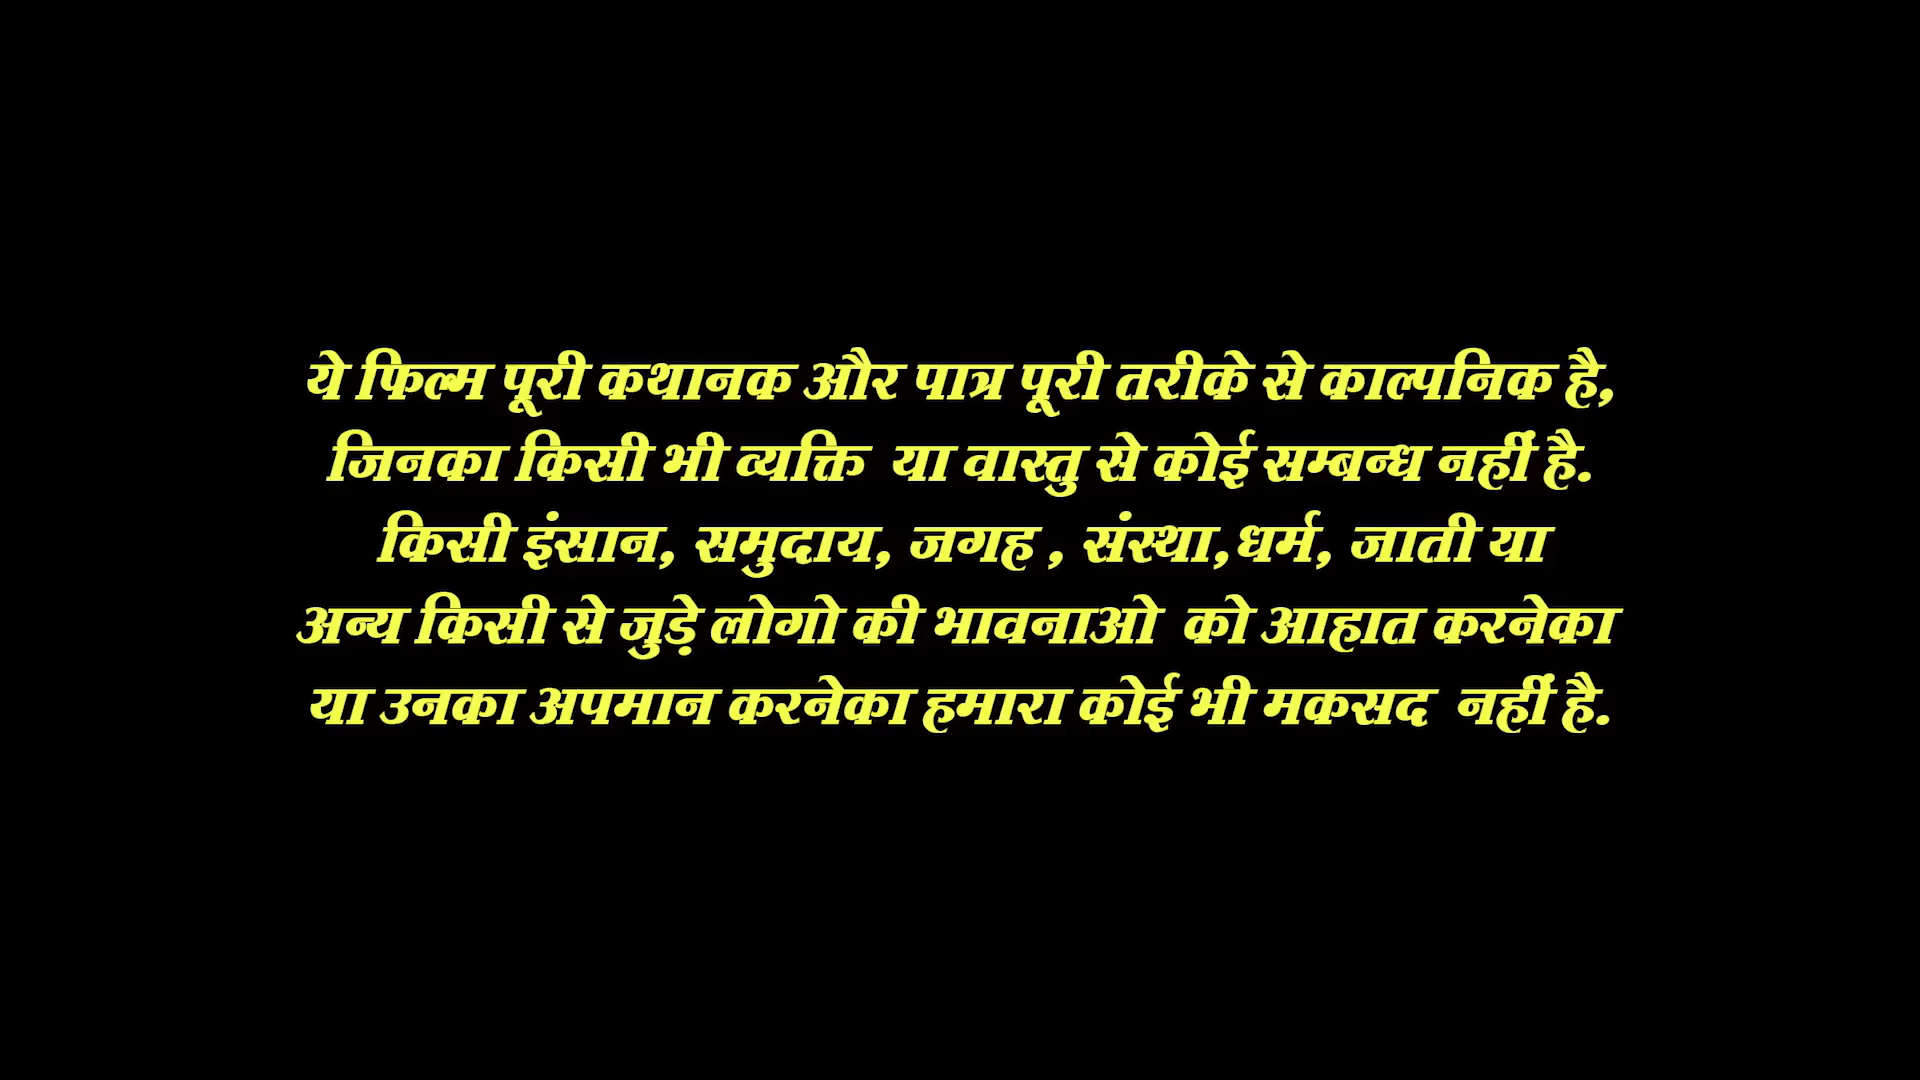 ये फिल्म पूरी कथानक और पात्र पूरी तरीके से काल्पनिक है,
जिनका किसी भी व्यक्ति या वास्तु से कोई सम्बन्ध नहीं है.
किसी इंसान, समुदाय, जगह , संस्था,धर्म, जाती या
अन्य किसी से जुड़े लोगो की भावनाओ को आहात करनेका
या उनका अपमान करनेका हमारा कोई भी मकसद नहीं है.